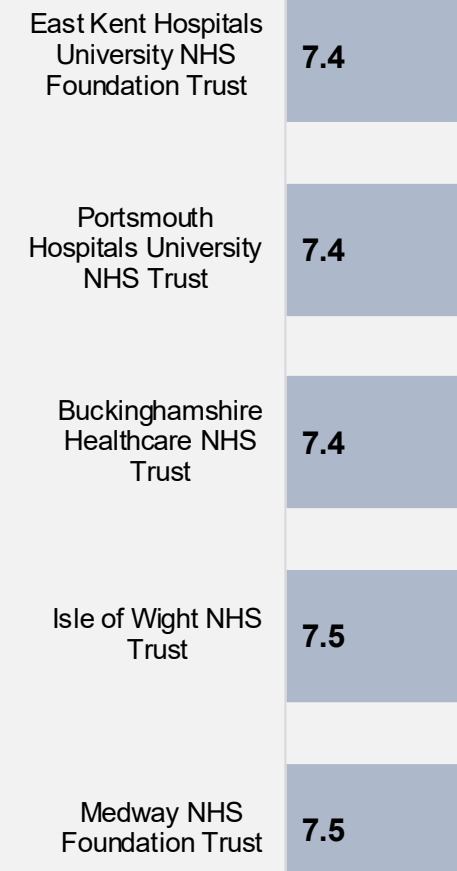 East Kent Hospitals
University NHS
Foundation Trust
7.4
Portsmouth
Hospitals University
NHS Trust
7.4
Buckinghamshire
Healthcare NHS
Trust
7.4
Isle of Wight NHS
Trust
7.5
Medway NHS
Foundation Trust
7.5